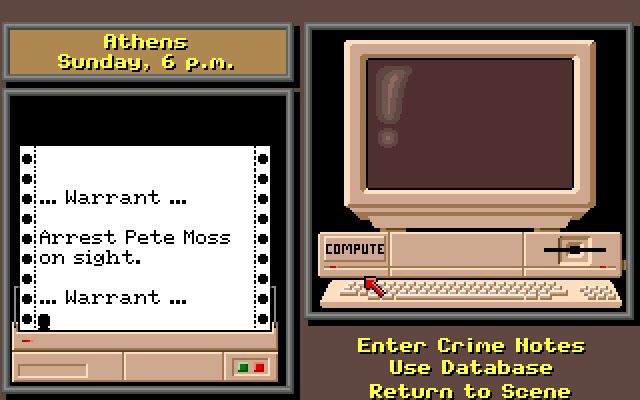 Athens
Sunday, 6 p.m.
... Warrant ...
Arrest Pete Moss
on sight.
... Warrant ...
COMPUTE
Enter Crime Notes
Use Database
Return to Scene